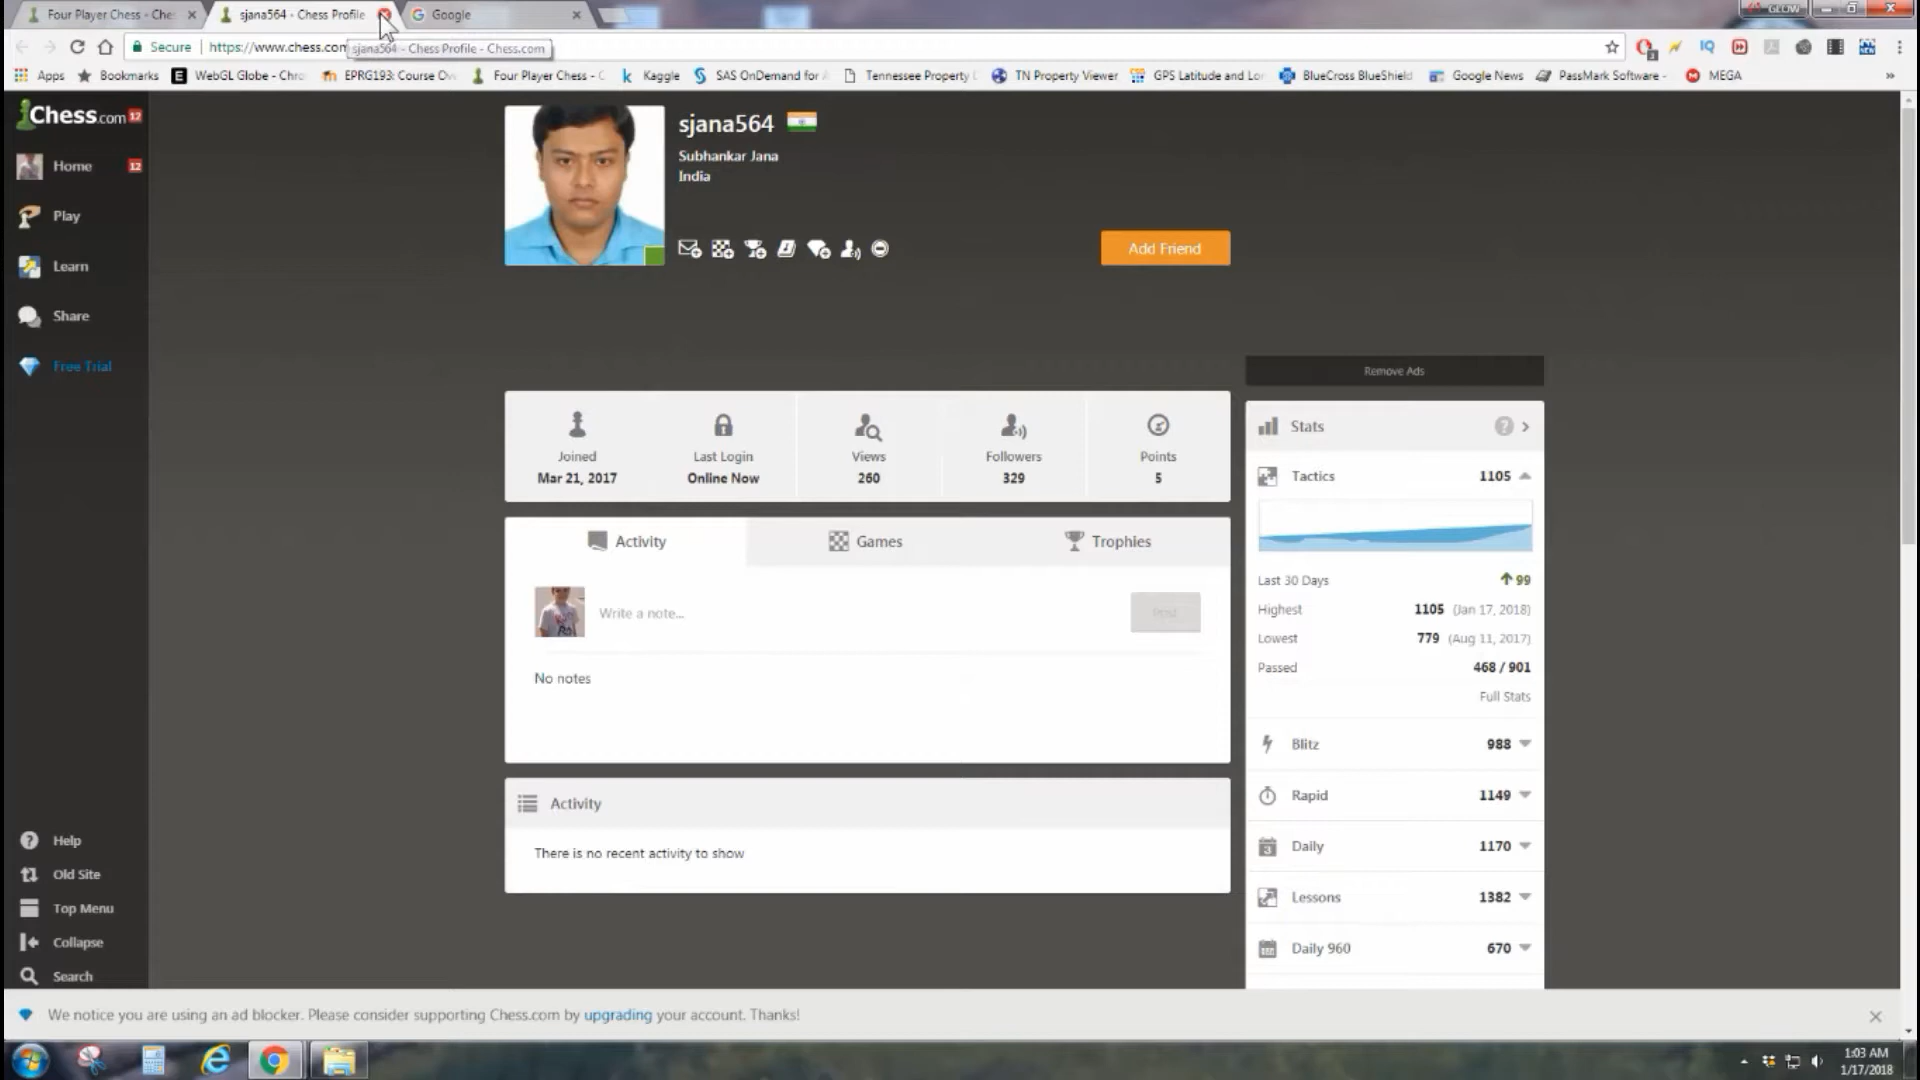 Four Player Chess - Che
sjana564 - Chess Profile
Google
Secure
https://www.chess.com
sjana564 - Chess Profile - Chess.com
Apps
Bookmarks
WebGL Globe - Chro
EPRG193: Course Ov
Four Player Chess - C
Kaggle
SAS OnDemand for A
Tennessee Property D
TN Property Viewer
GPS Latitude and Lon
BlueCross BlueShield
Google News
PassMark Software -
MEGA
Chess.com 12
Home 12
Play
Learn
Share
Free Trial
sjana564
Subhankar Jana
India
Add Friend
Remove Ads
Joined
Mar 21, 2017
Last Login
Online Now
Views
260
Followers
329
Points
5
Activity
Games
Trophies
Write a note...
Post
No notes
Activity
There is no recent activity to show
Stats
Tactics 1105
Last 30 Days 99
Highest 1105 (Jan 17, 2018)
Lowest 779 (Aug 11, 2017)
Passed 468 / 901
Full Stats
Blitz 988
Rapid 1149
Daily 1170
Lessons 1382
Daily 960 670
Help
Old Site
Top Menu
Collapse
Search
We notice you are using an ad blocker. Please consider supporting Chess.com by upgrading your account. Thanks!
1:03 AM
1/17/2018